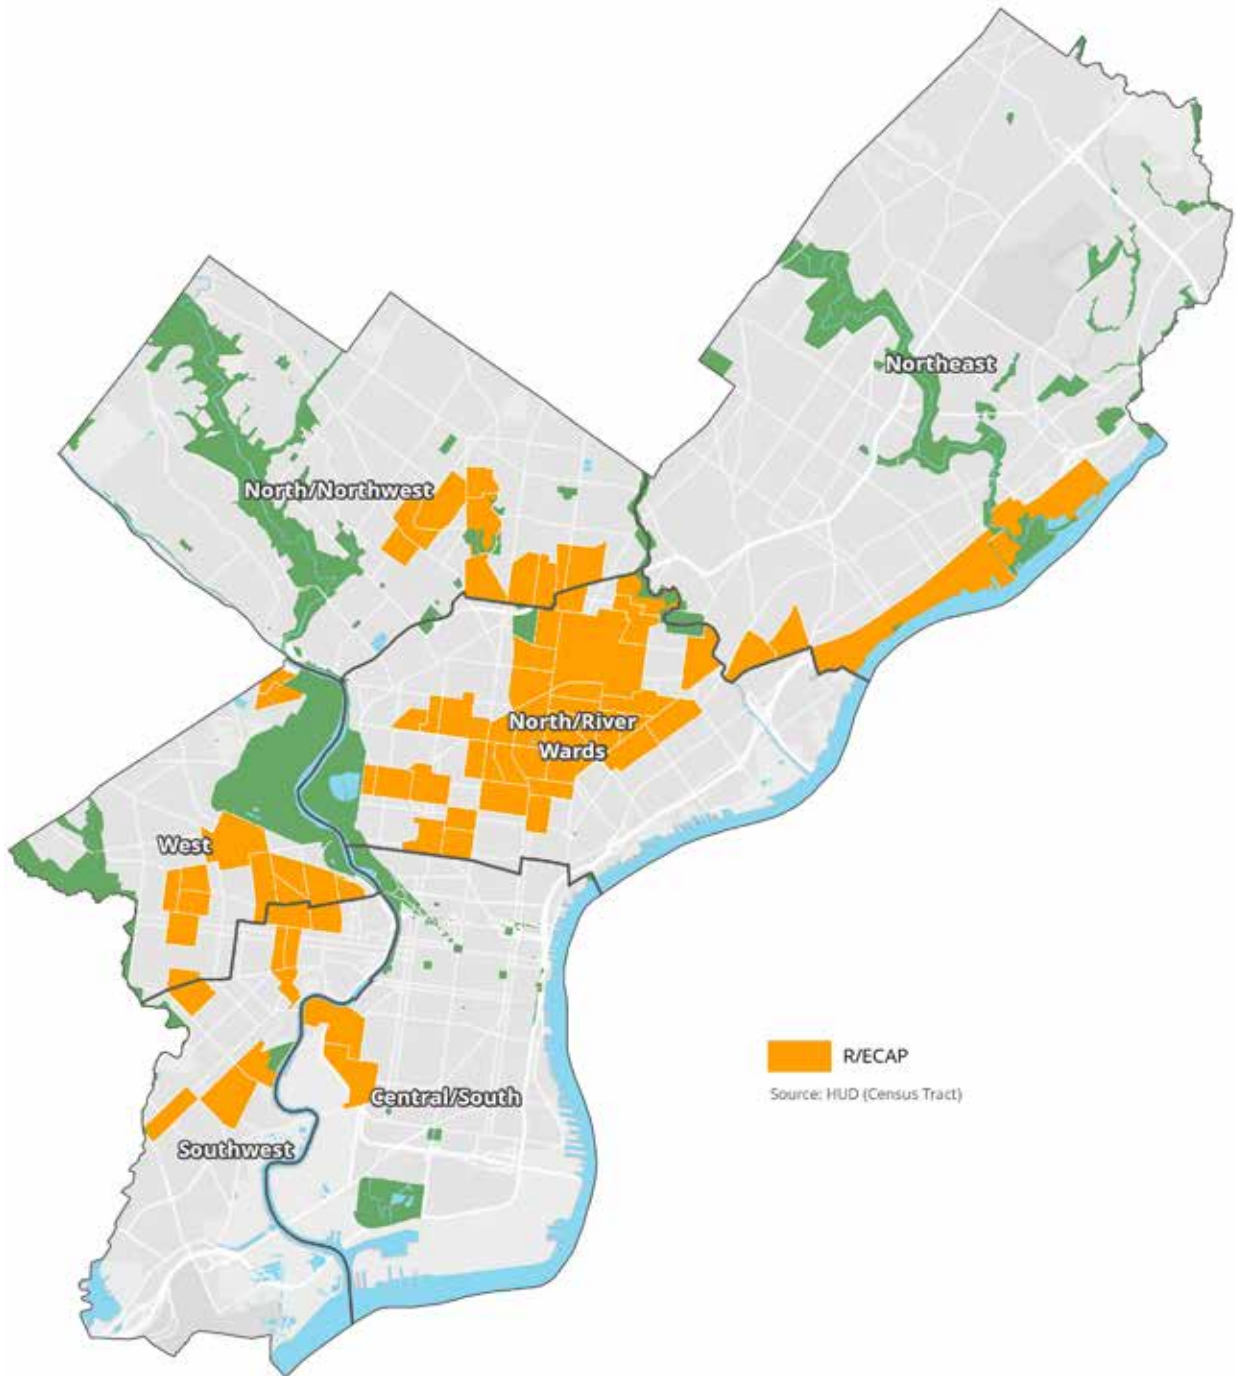 Northeast
North/Northwest
North/River
Wards
West
Central/South
Southwest
R/ECAP
Source: HUD (Census Tract)